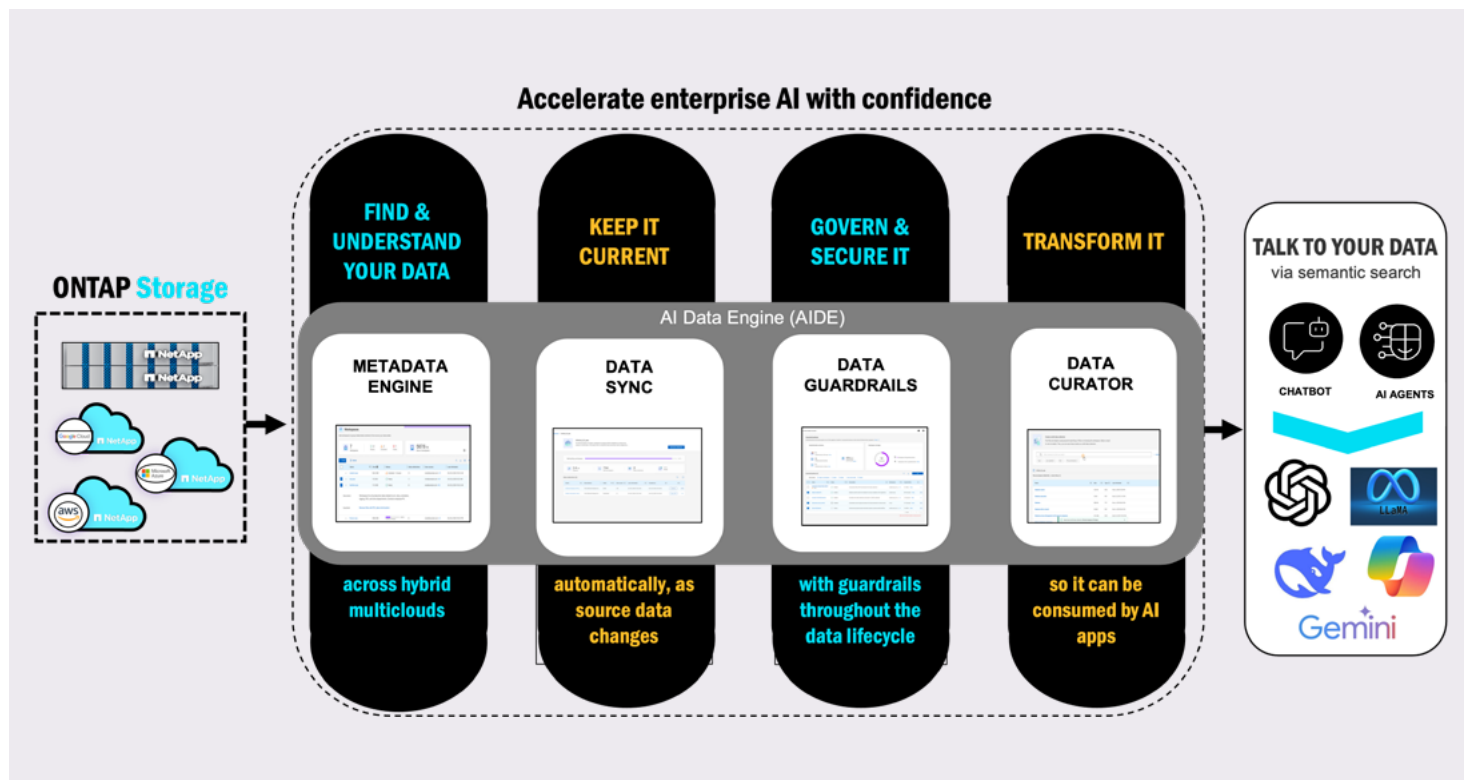 Accelerate enterprise AI with confidence
ONTAP Storage
NetApp
NetApp
Google Cloud
NetApp
Microsoft
Azure
NetApp
aws
NetApp
FIND &
UNDERSTAND
YOUR DATA
KEEP IT
CURRENT
GOVERN &
SECURE IT
TRANSFORM IT
AI Data Engine (AIDE)
METADATA
ENGINE
DATA
SYNC
DATA
GUARDRAILS
DATA
CURATOR
across hybrid
multiclouds
automatically, as
source data
changes
with guardrails
throughout the
data lifecycle
so it can be
consumed by AI
apps
TALK TO YOUR DATA
via semantic search
CHATBOT
AI AGENTS
LLaMA
Gemini